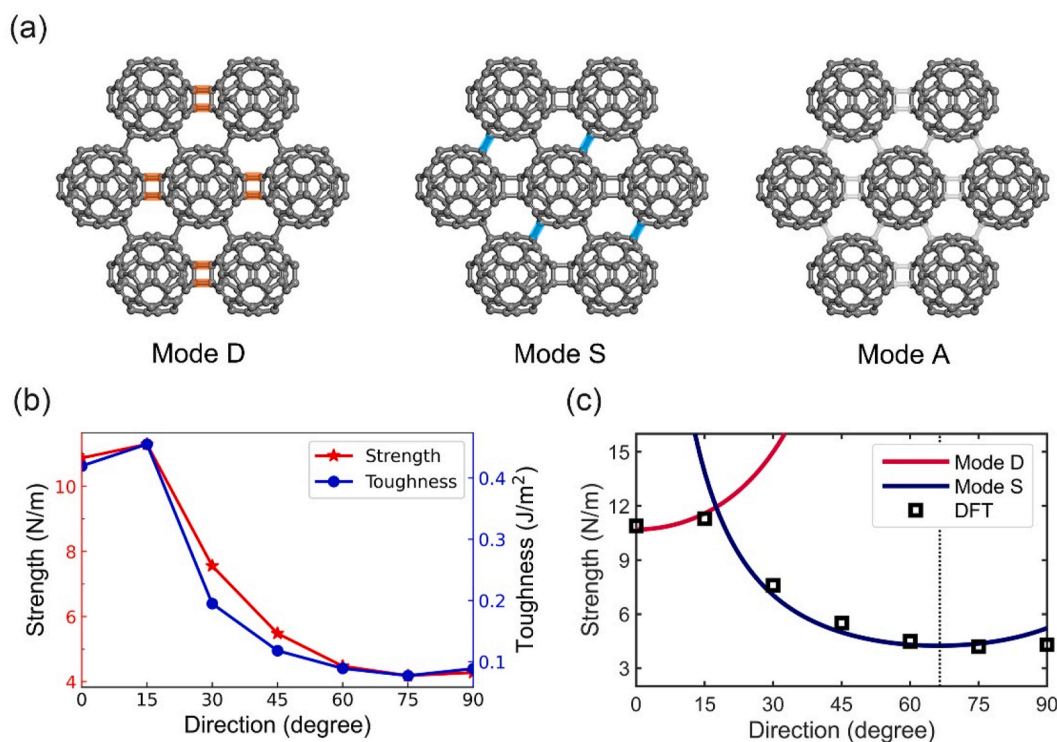 (a)
Mode D
Mode S
Mode A
(b)
Strength (N/m)
10
8
6
4
Strength
Toughness
0.4
0.3
0.2
0.1
Toughness (J/m²)
0 15 30 45 60 75 90
Direction (degree)
(c)
Strength (N/m)
15
12
9
6
3
Mode D
Mode S
DFT
0 15 30 45 60 75 90
Direction (degree)